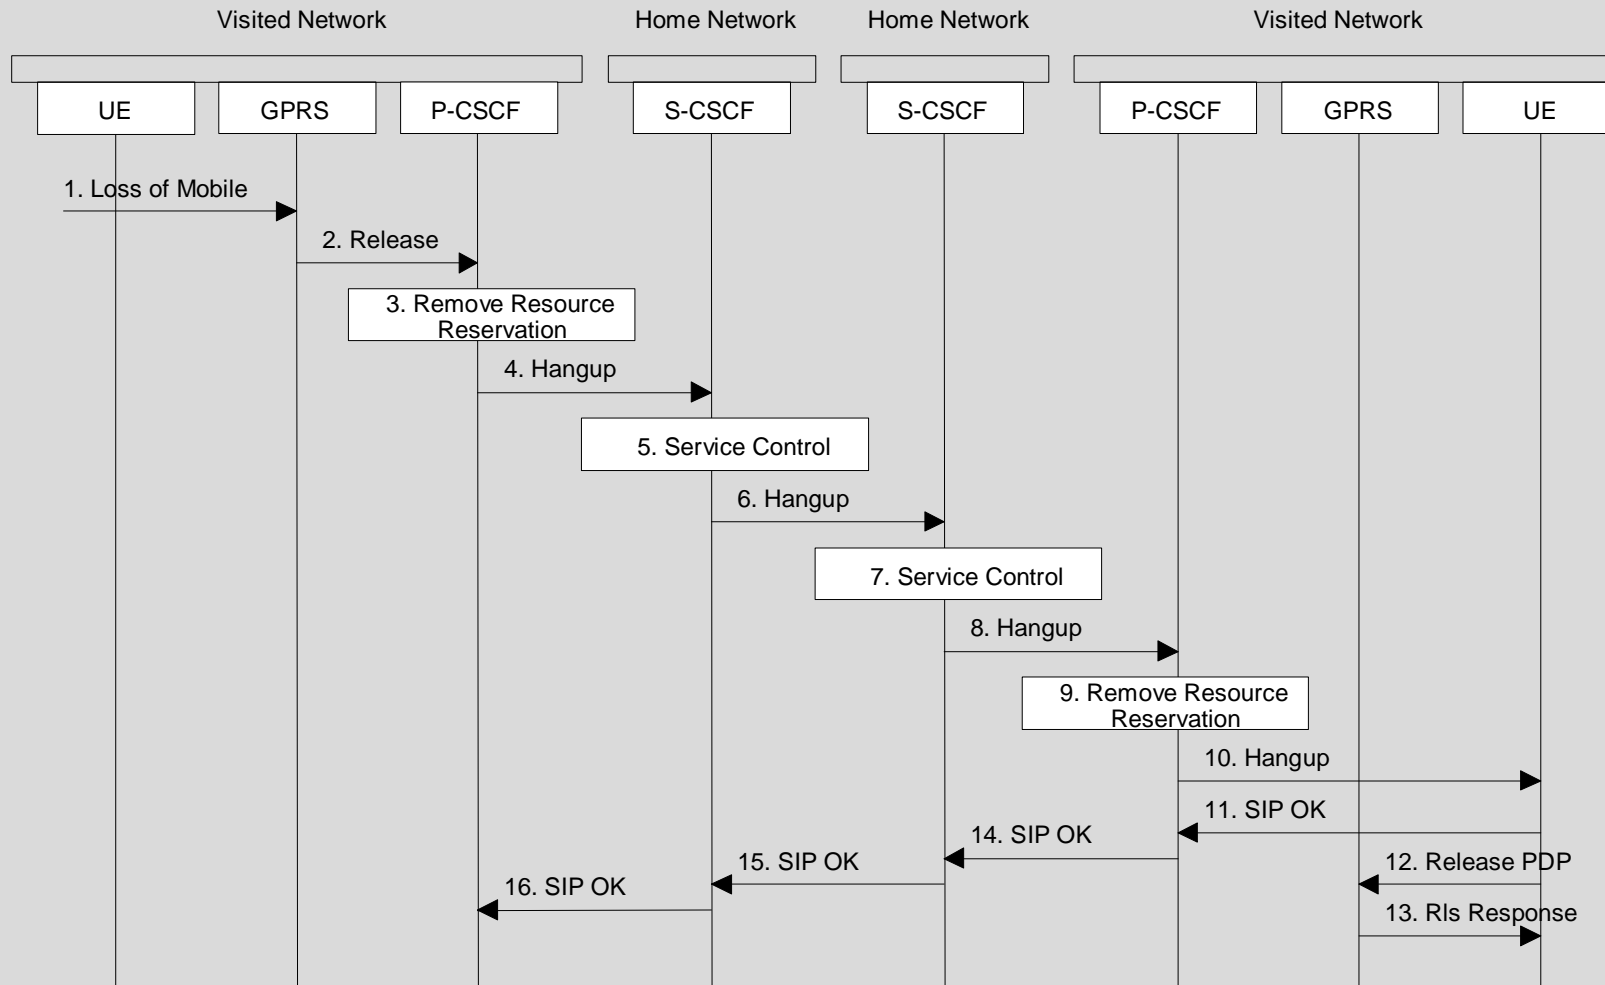 Visited Network
Home Network
Home Network
Visited Network
UE
GPRS
P-CSCF
S-CSCF
S-CSCF
P-CSCF
GPRS
UE
1. Loss of Mobile
2. Release
3. Remove Resource
Reservation
4. Hangup
5. Service Control
6. Hangup
7. Service Control
8. Hangup
9. Remove Resource
Reservation
10. Hangup
11. SIP OK
14. SIP OK
15. SIP OK
12. Release PDP
16. SIP OK
13. Rls Response